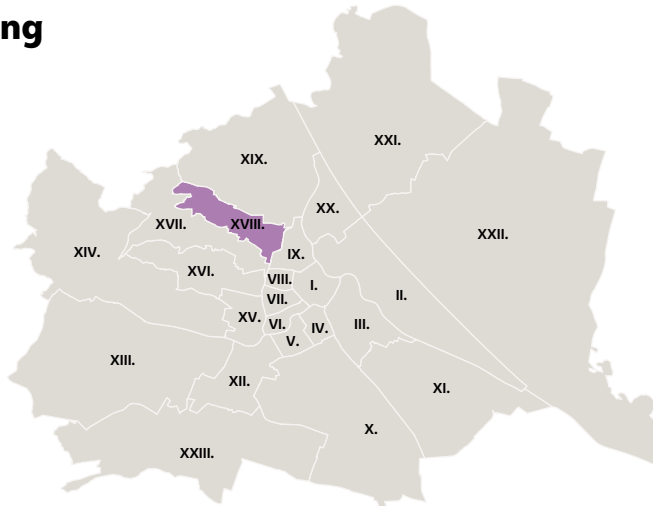 ng
XXI.
XIX.
XX.
XVII.
XVIII.
XXII.
XIV.
IX.
XVI.
VIII.
I.
VII.
II.
XV.
VI.
IV.
III.
V.
XIII.
XII.
XI.
X.
XXIII.